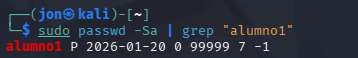 ┌──(jon㉿kali)-[~]
└─$ sudo passwd -Sa | grep "alumno1"
alumno1 P 2026-01-20 0 99999 7 -1